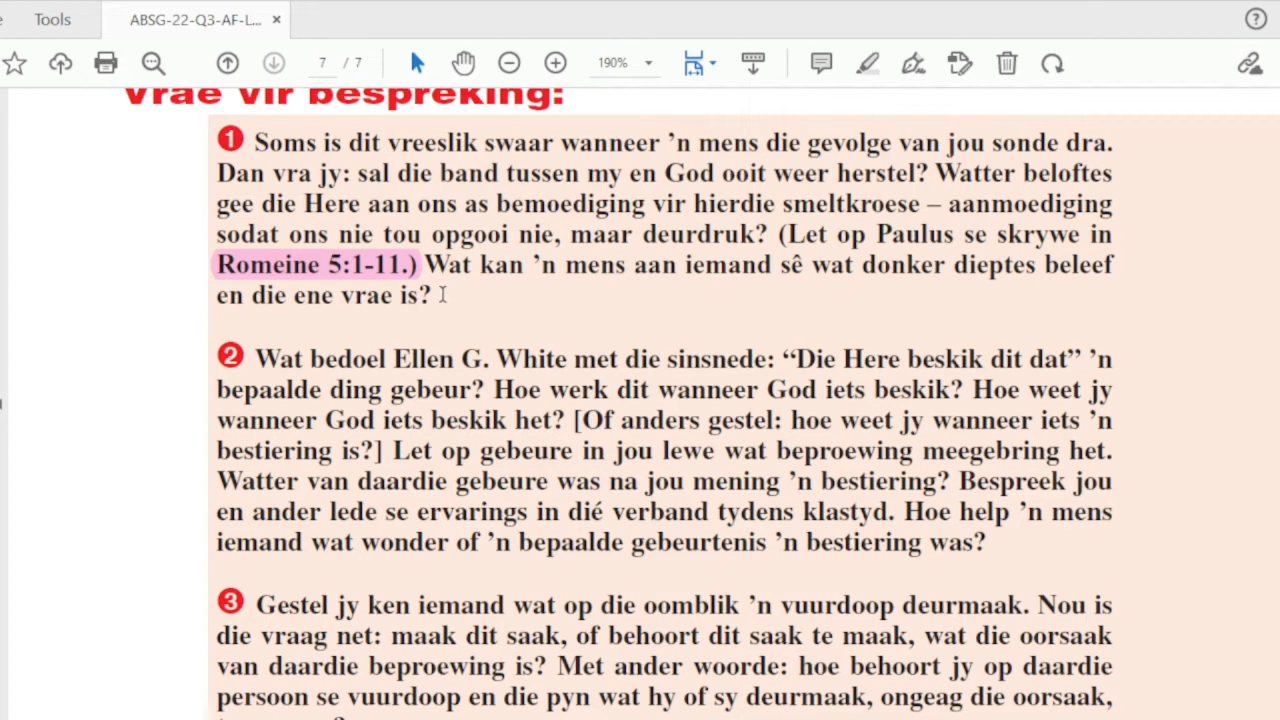 Tools
ABSG-22-Q3-AF-L... ×
7 / 7
190%
Vrae vir bespreking:
❶ Soms is dit vreeslik swaar wanneer ’n mens die gevolge van jou sonde dra.
Dan vra jy: sal die band tussen my en God ooit weer herstel? Watter beloftes
gee die Here aan ons as bemoediging vir hierdie smeltkroese – aanmoediging
sodat ons nie tou opgooi nie, maar deurdruk? (Let op Paulus se skrywe in
Romeine 5:1-11.) Wat kan ’n mens aan iemand sê wat donker dieptes beleef
en die ene vrae is?
❷ Wat bedoel Ellen G. White met die sinsnede: “Die Here beskik dit dat” ’n
bepaalde ding gebeur? Hoe werk dit wanneer God iets beskik? Hoe weet jy
wanneer God iets beskik het? [Of anders gestel: hoe weet jy wanneer iets ’n
bestiering is?] Let op gebeure in jou lewe wat beproewing meegebring het.
Watter van daardie gebeure was na jou mening ’n bestiering? Bespreek jou
en ander lede se ervarings in dié verband tydens klastyd. Hoe help ’n mens
iemand wat wonder of ’n bepaalde gebeurtenis ’n bestiering was?
❸ Gestel jy ken iemand wat op die oomblik ’n vuurdoop deurmaak. Nou is
die vraag net: maak dit saak, of behoort dit saak te maak, wat die oorsaak
van daardie beproewing is? Met ander woorde: hoe behoort jy op daardie
persoon se vuurdoop en die pyn wat hy of sy deurmaak, ongeag die oorsaak,